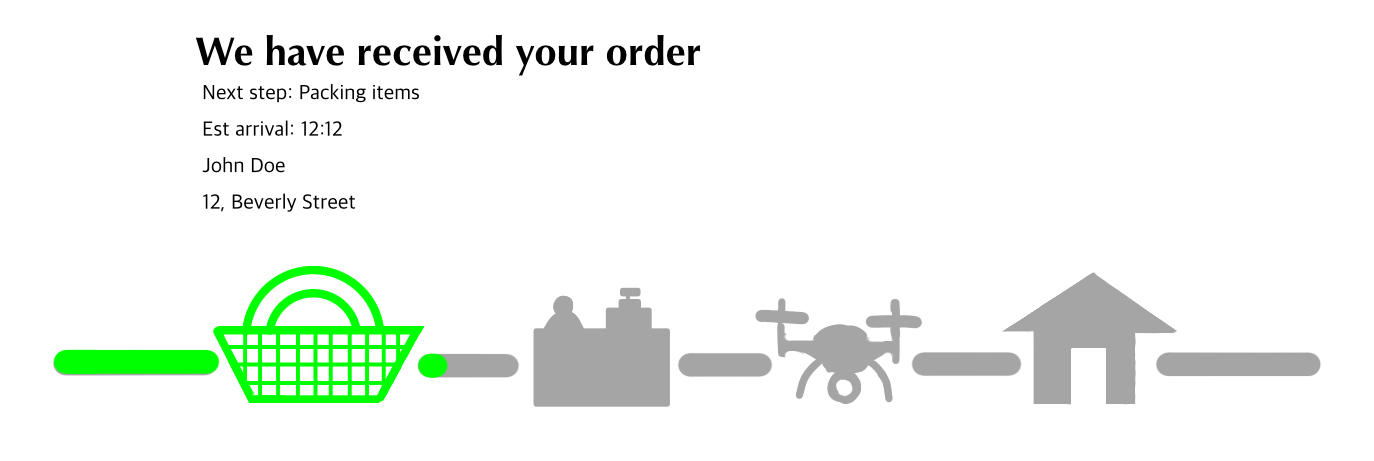 We have received your order
Next step: Packing items
Est arrival: 12:12
John Doe
12, Beverly Street